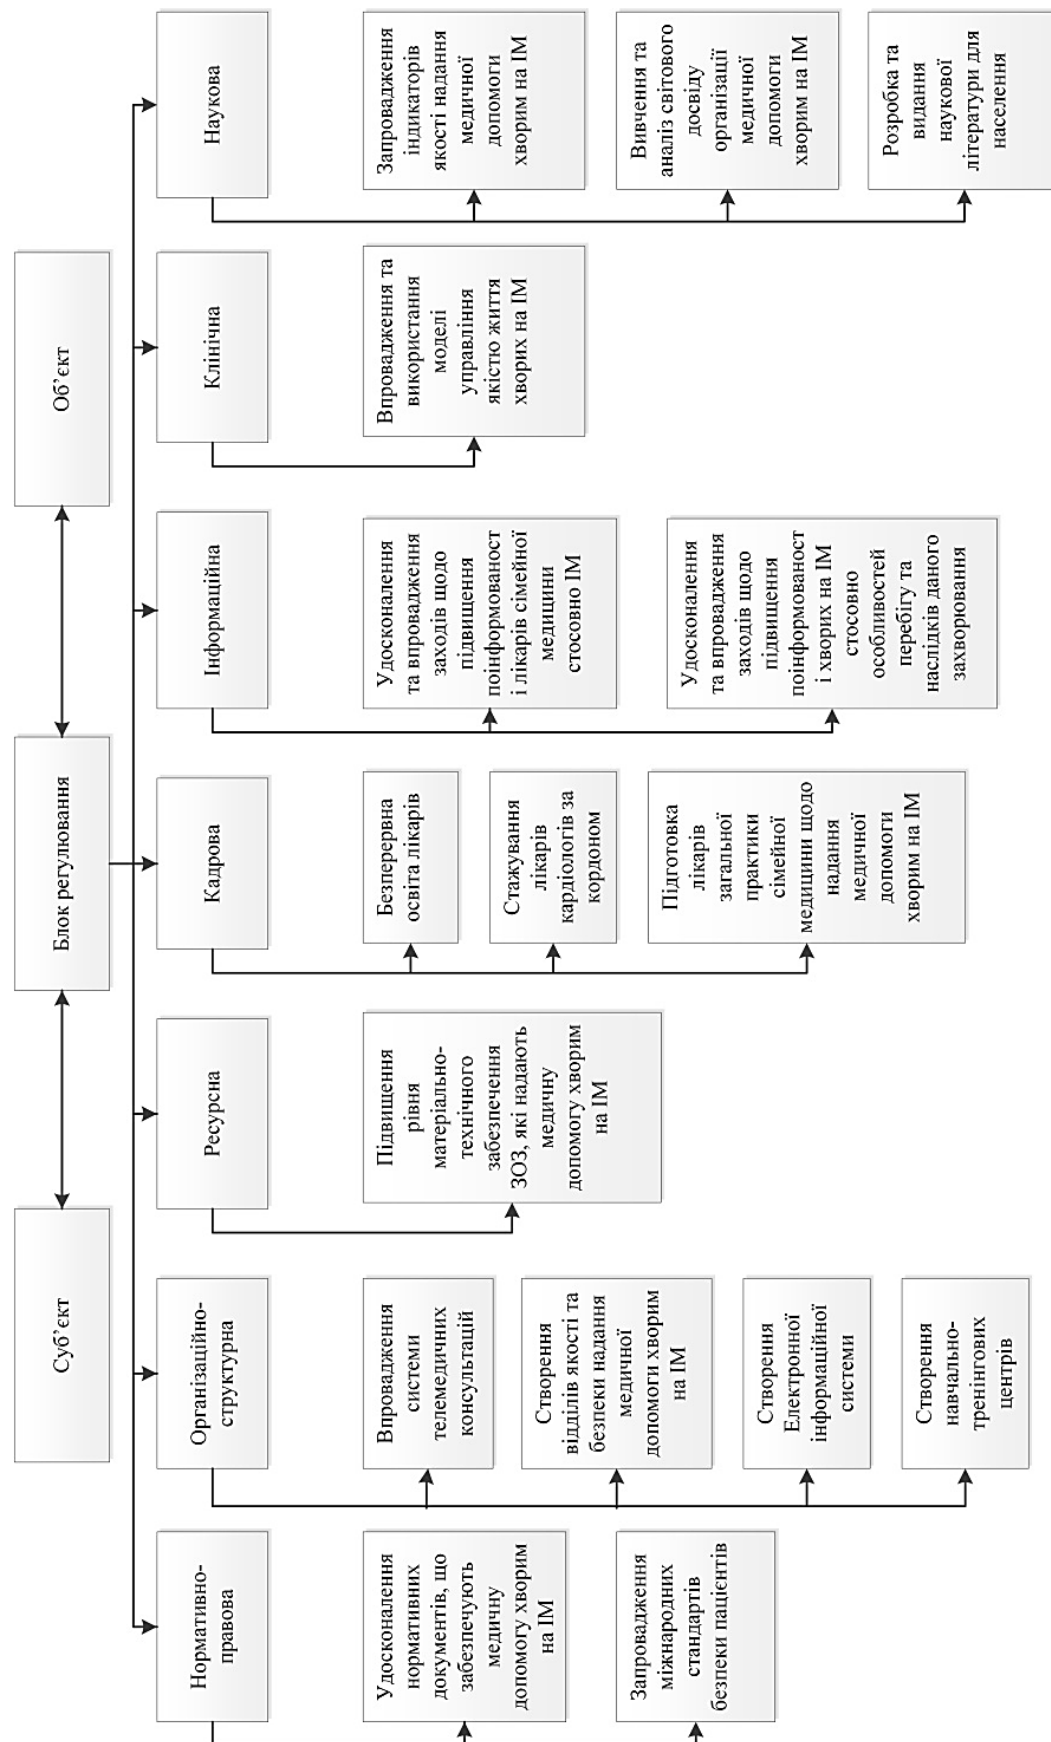 Суб’єкт
Блок регулювання
Об’єкт
Нормативно-
правова
Організаційно-
структурна
Ресурсна
Кадрова
Інформаційна
Клінічна
Наукова
Удосконалення
нормативних
документів, що
забезпечують
медичну
допомогу хворим
на ІМ
Запровадження
міжнародних
стандартів
безпеки пацієнтів
Впровадження
системи
телемедичних
консультацій
Створення
відділів якості та
безпеки надання
медичної
допомоги хворим
на ІМ
Створення
Електронної
інформаційної
системи
Створення
навчально-
тренінгових
центрів
Підвищення
рівня
матеріально-
технічного
забезпечення
ЗОЗ, які надають
медичну
допомогу хворим
на ІМ
Безперервна
освіта лікарів
Стажування
лікарів
кардіологів за
кордоном
Підготовка
лікарів
загальної
практики
сімейної
медицини щодо
надання
медичної
допомоги
хворим на ІМ
Удосконалення
та впровадження
заходів щодо
підвищення
поінформованост
і лікарів сімейної
медицини
стосовно ІМ
Удосконалення
та впровадження
заходів щодо
підвищення
поінформованост
і хворих на ІМ
стосовно
особливостей
перебігу та
наслідків даного
захворювання
Впровадження та
використання
моделі
управління
якістю життя
хворих на ІМ
Запровадження
індикаторів
якості надання
медичної
допомоги
хворим на ІМ
Вивчення та
аналіз світового
досвіду
організації
медичної
допомоги
хворим на ІМ
Розробка та
видання
наукової
літератури для
населення